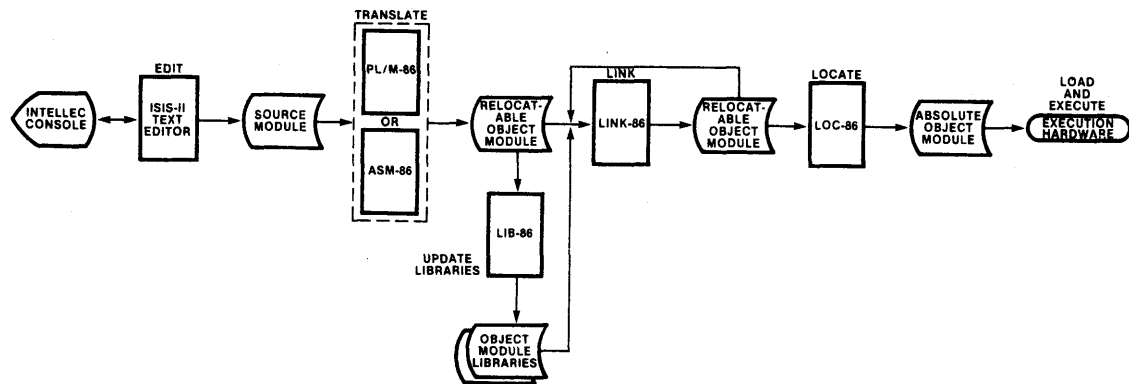 TRANSLATE
PL/M-86
OR
ASM-86
EDIT
ISIS-II
TEXT
EDITOR
INTELLEC
CONSOLE
SOURCE
MODULE
RELOCAT-
ABLE
OBJECT
MODULE
LINK
LINK-86
RELOCAT-
ABLE
OBJECT
MODULE
LOCATE
LOC-86
ABSOLUTE
OBJECT
MODULE
LOAD
AND
EXECUTE
EXECUTION
HARDWARE
LIB-86
UPDATE
LIBRARIES
OBJECT
MODULE
LIBRARIES